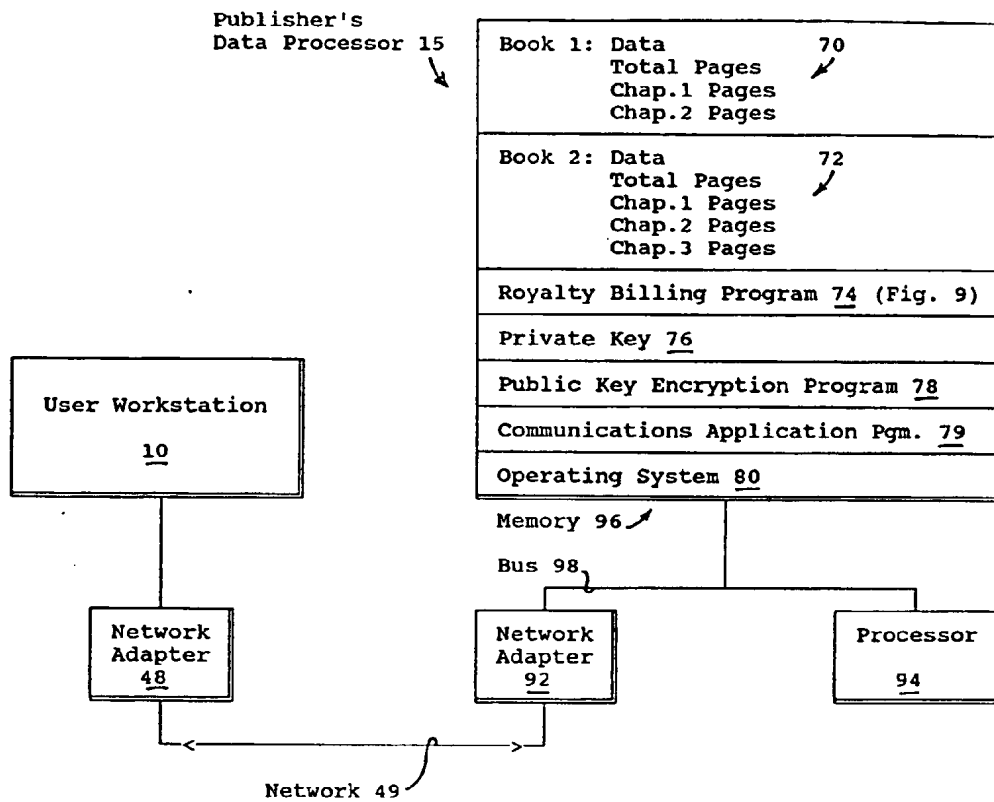 Publisher's
Data Processor 15
Book 1: Data 70
Total Pages
Chap.1 Pages
Chap.2 Pages
Book 2: Data 72
Total Pages
Chap.1 Pages
Chap.2 Pages
Chap.3 Pages
Royalty Billing Program 74 (Fig. 9)
Private Key 76
Public Key Encryption Program 78
Communications Application Pgm. 79
Operating System 80
User Workstation
10
Memory 96
Bus 98
Network
Adapter
48
Network
Adapter
92
Processor
94
Network 49